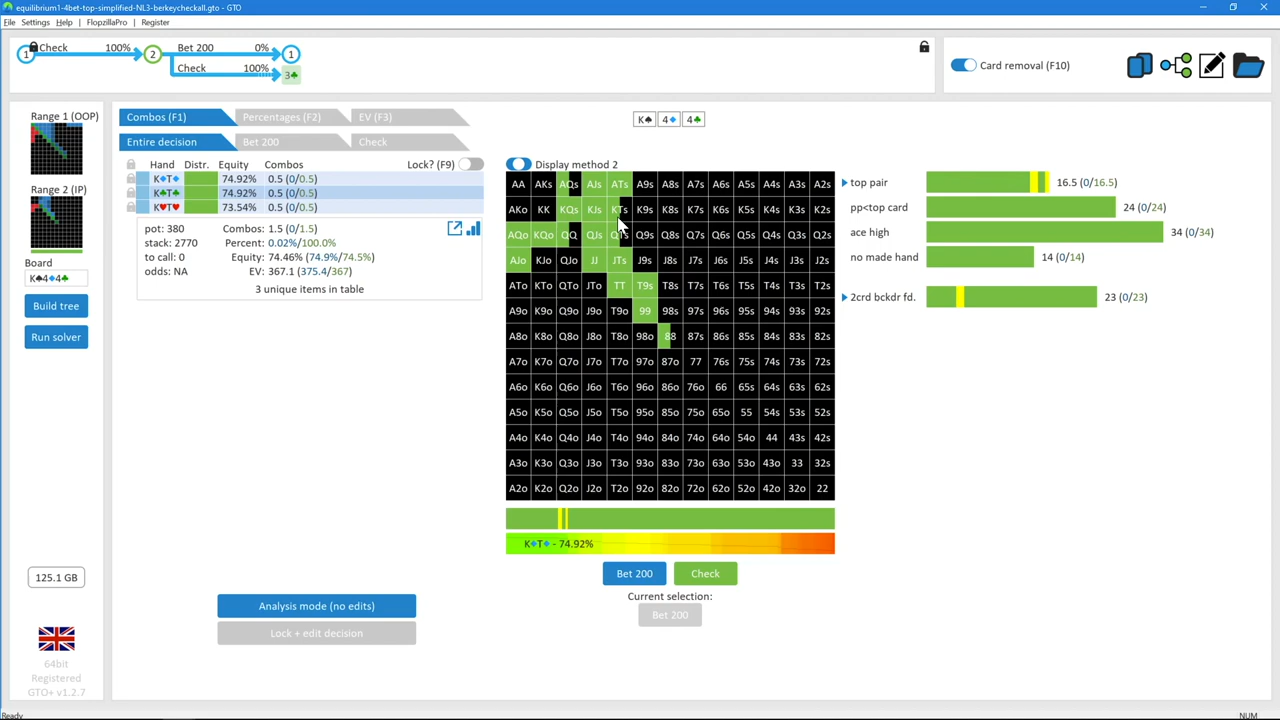 equilibrium1-4bet-top-simplified-NL3-berkeycheckall.gto - GTO
File Settings Help | FlopzillaPro | Register
1 Check 100% 2 Bet 200 0% 1
Check 100% 3♣
Card removal (F10)
Range 1 (OOP)
Range 2 (IP)
Board
K♠4♦4♣
Build tree
Run solver
125.1 GB
64bit
Registered
GTO+ v1.2.7
Combos (F1) Percentages (F2) EV (F3)
Entire decision Bet 200 Check
Hand Distr. Equity Combos Lock? (F9)
K♦T♦ 74.92% 0.5 (0/0.5)
K♣T♣ 74.92% 0.5 (0/0.5)
K♥T♥ 73.54% 0.5 (0/0.5)
pot: 380 Combos: 1.5 (0/1.5)
stack: 2770 Percent: 0.02%/100.0%
to call: 0 Equity: 74.46% (74.9%/74.5%)
odds: NA EV: 367.1 (375.4/367)
3 unique items in table
Analysis mode (no edits)
Lock + edit decision
K♠ 4♦ 4♣
Display method 2
AA AKs AQs AJs ATs A9s A8s A7s A6s A5s A4s A3s A2s
AKo KK KQs KJs KTs K9s K8s K7s K6s K5s K4s K3s K2s
AQo KQo QQ QJs QTs Q9s Q8s Q7s Q6s Q5s Q4s Q3s Q2s
AJo KJo QJo JJ JTs J9s J8s J7s J6s J5s J4s J3s J2s
ATo KTo QTo JTo TT T9s T8s T7s T6s T5s T4s T3s T2s
A9o K9o Q9o J9o T9o 99 98s 97s 96s 95s 94s 93s 92s
A8o K8o Q8o J8o T8o 98o 88 87s 86s 85s 84s 83s 82s
A7o K7o Q7o J7o T7o 97o 87o 77 76s 75s 74s 73s 72s
A6o K6o Q6o J6o T6o 96o 86o 76o 66 65s 64s 63s 62s
A5o K5o Q5o J5o T5o 95o 85o 75o 65o 55 54s 53s 52s
A4o K4o Q4o J4o T4o 94o 84o 74o 64o 54o 44 43s 42s
A3o K3o Q3o J3o T3o 93o 83o 73o 63o 53o 43o 33 32s
A2o K2o Q2o J2o T2o 92o 82o 72o 62o 52o 42o 32o 22
K♦T♦ - 74.92%
Bet 200 Check
Current selection:
Bet 200
top pair 16.5 (0/16.5)
pp<top card 24 (0/24)
ace high 34 (0/34)
no made hand 14 (0/14)
2crd bckdr fd. 23 (0/23)
Ready NUM